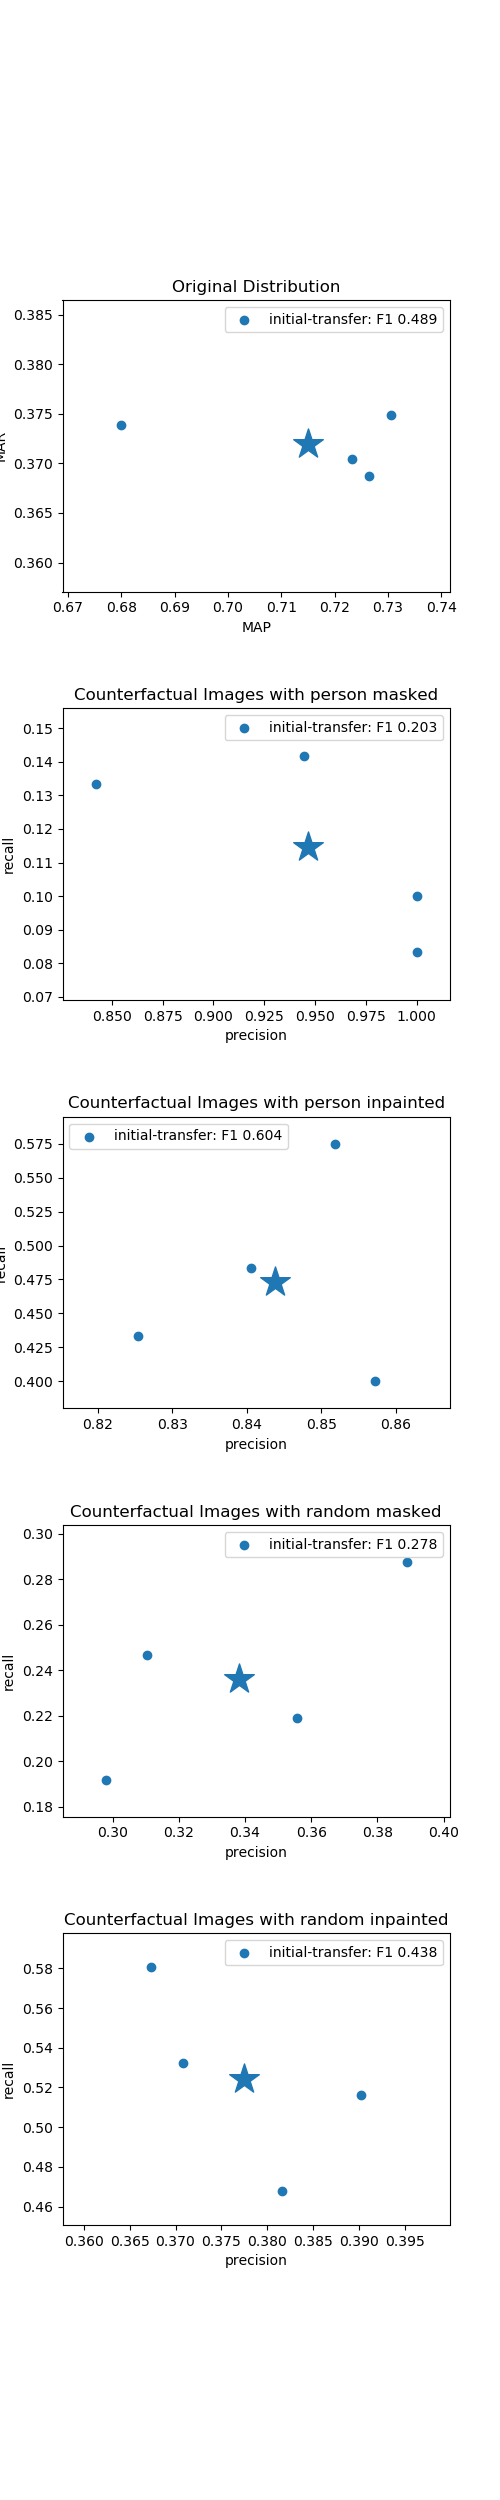 Original Distribution
initial-transfer: F1 0.489
0.385
0.380
0.375
0.370
0.365
0.360
MAR
0.67 0.68 0.69 0.70 0.71 0.72 0.73 0.74
MAP
Counterfactual Images with person masked
initial-transfer: F1 0.203
0.15
0.14
0.13
0.12
0.11
0.10
0.09
0.08
0.07
recall
0.850 0.875 0.900 0.925 0.950 0.975 1.000
precision
Counterfactual Images with person inpainted
initial-transfer: F1 0.604
0.575
0.550
0.525
0.500
0.475
0.450
0.425
0.400
recall
0.82 0.83 0.84 0.85 0.86
precision
Counterfactual Images with random masked
initial-transfer: F1 0.278
0.30
0.28
0.26
0.24
0.22
0.20
0.18
recall
0.30 0.32 0.34 0.36 0.38 0.40
precision
Counterfactual Images with random inpainted
initial-transfer: F1 0.438
0.58
0.56
0.54
0.52
0.50
0.48
0.46
recall
0.360 0.365 0.370 0.375 0.380 0.385 0.390 0.395
precision